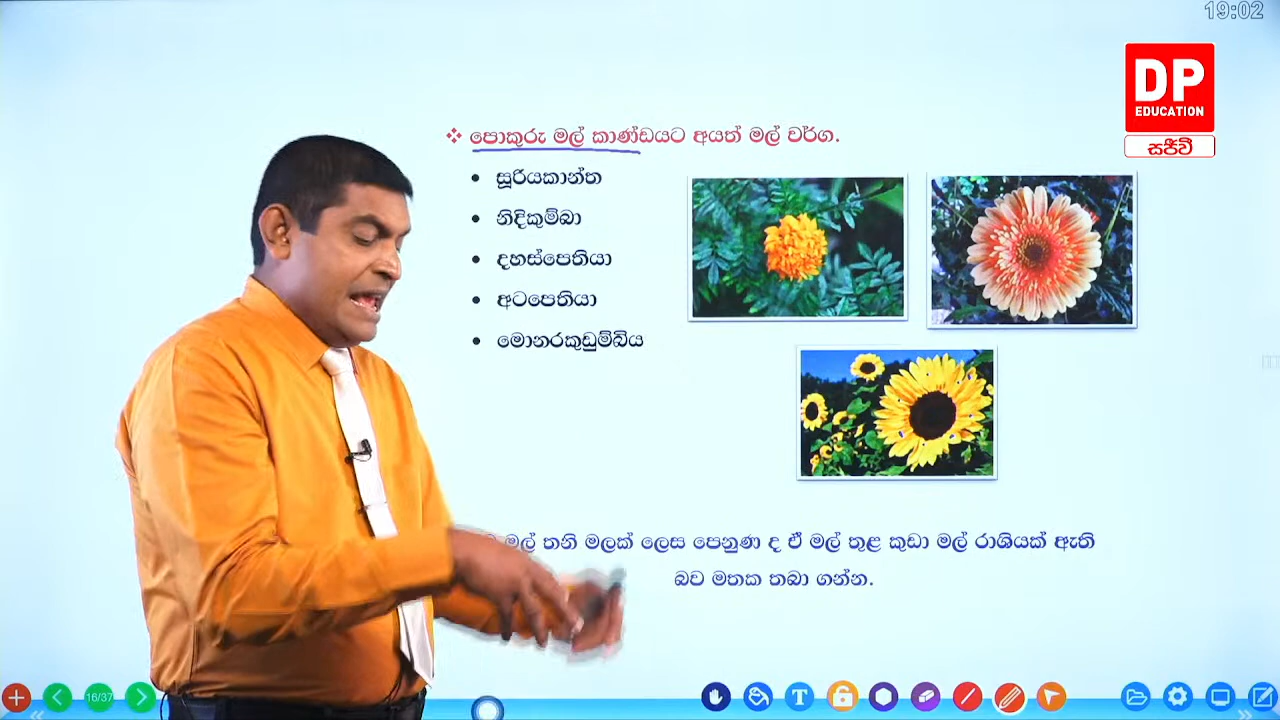 19:02
DP
EDUCATION
සජීවී
❖ පොකුරු මල් කාණ්ඩයට අයත් මල් වර්ග.
• සූරියකාන්ත
• නිදිකුම්බා
• දහස්පෙතියා
• අටපෙතියා
• මොනරකුඩුම්බිය
මල් තනි මලක් ලෙස පෙනුණ ද ඒ මල් තුළ කුඩා මල් රාශියක් ඇති
බව මතක තබා ගන්න.
16/37